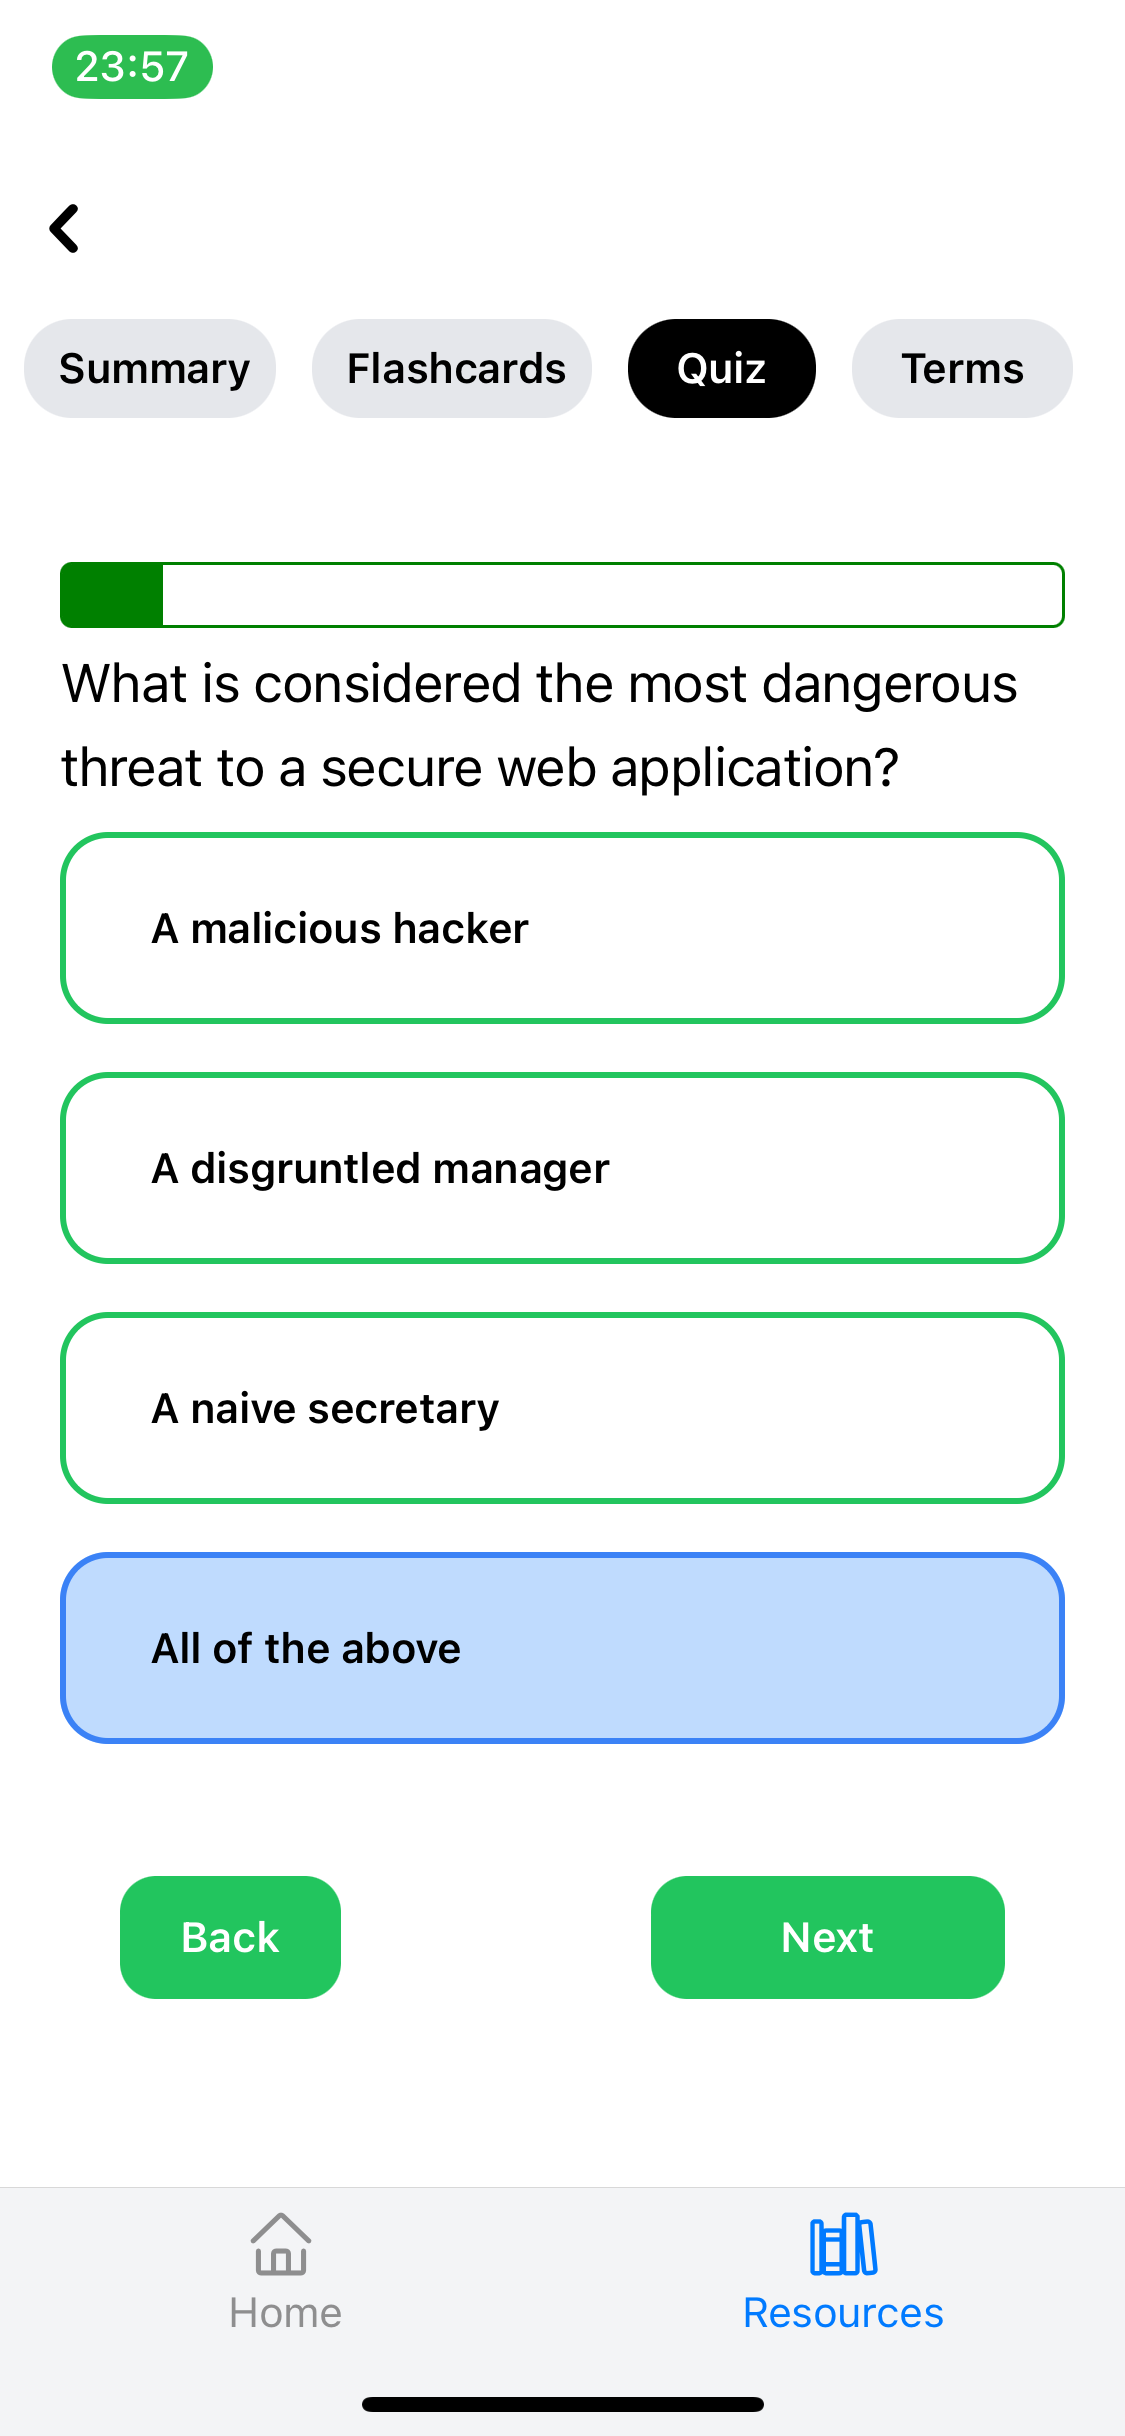 23:57
Summary
Flashcards
Quiz
Terms
What is considered the most dangerous
threat to a secure web application?
A malicious hacker
A disgruntled manager
A naive secretary
All of the above
Back
Next
Home
Resources